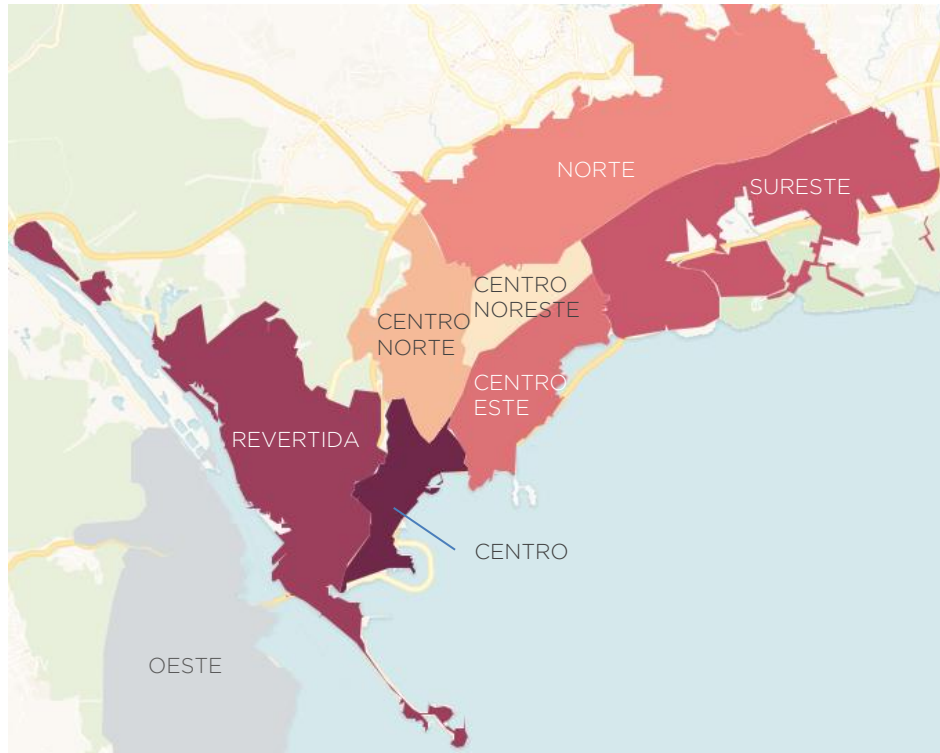 NORTE
SURESTE
CENTRO
NORESTE
CENTRO
NORTE
CENTRO
ESTE
REVERTIDA
CENTRO
OESTE